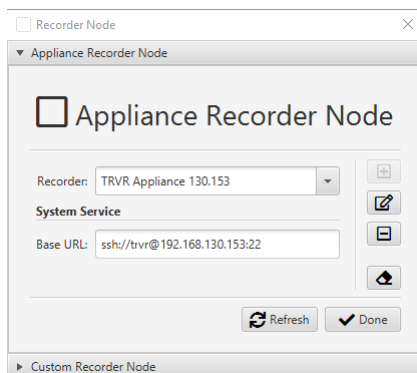 Recorder Node
Appliance Recorder Node
Appliance Recorder Node
Recorder: TRVR Appliance 130.153
System Service
Base URL: ssh://trvr@192.168.130.153:22
Refresh Done
Custom Recorder Node